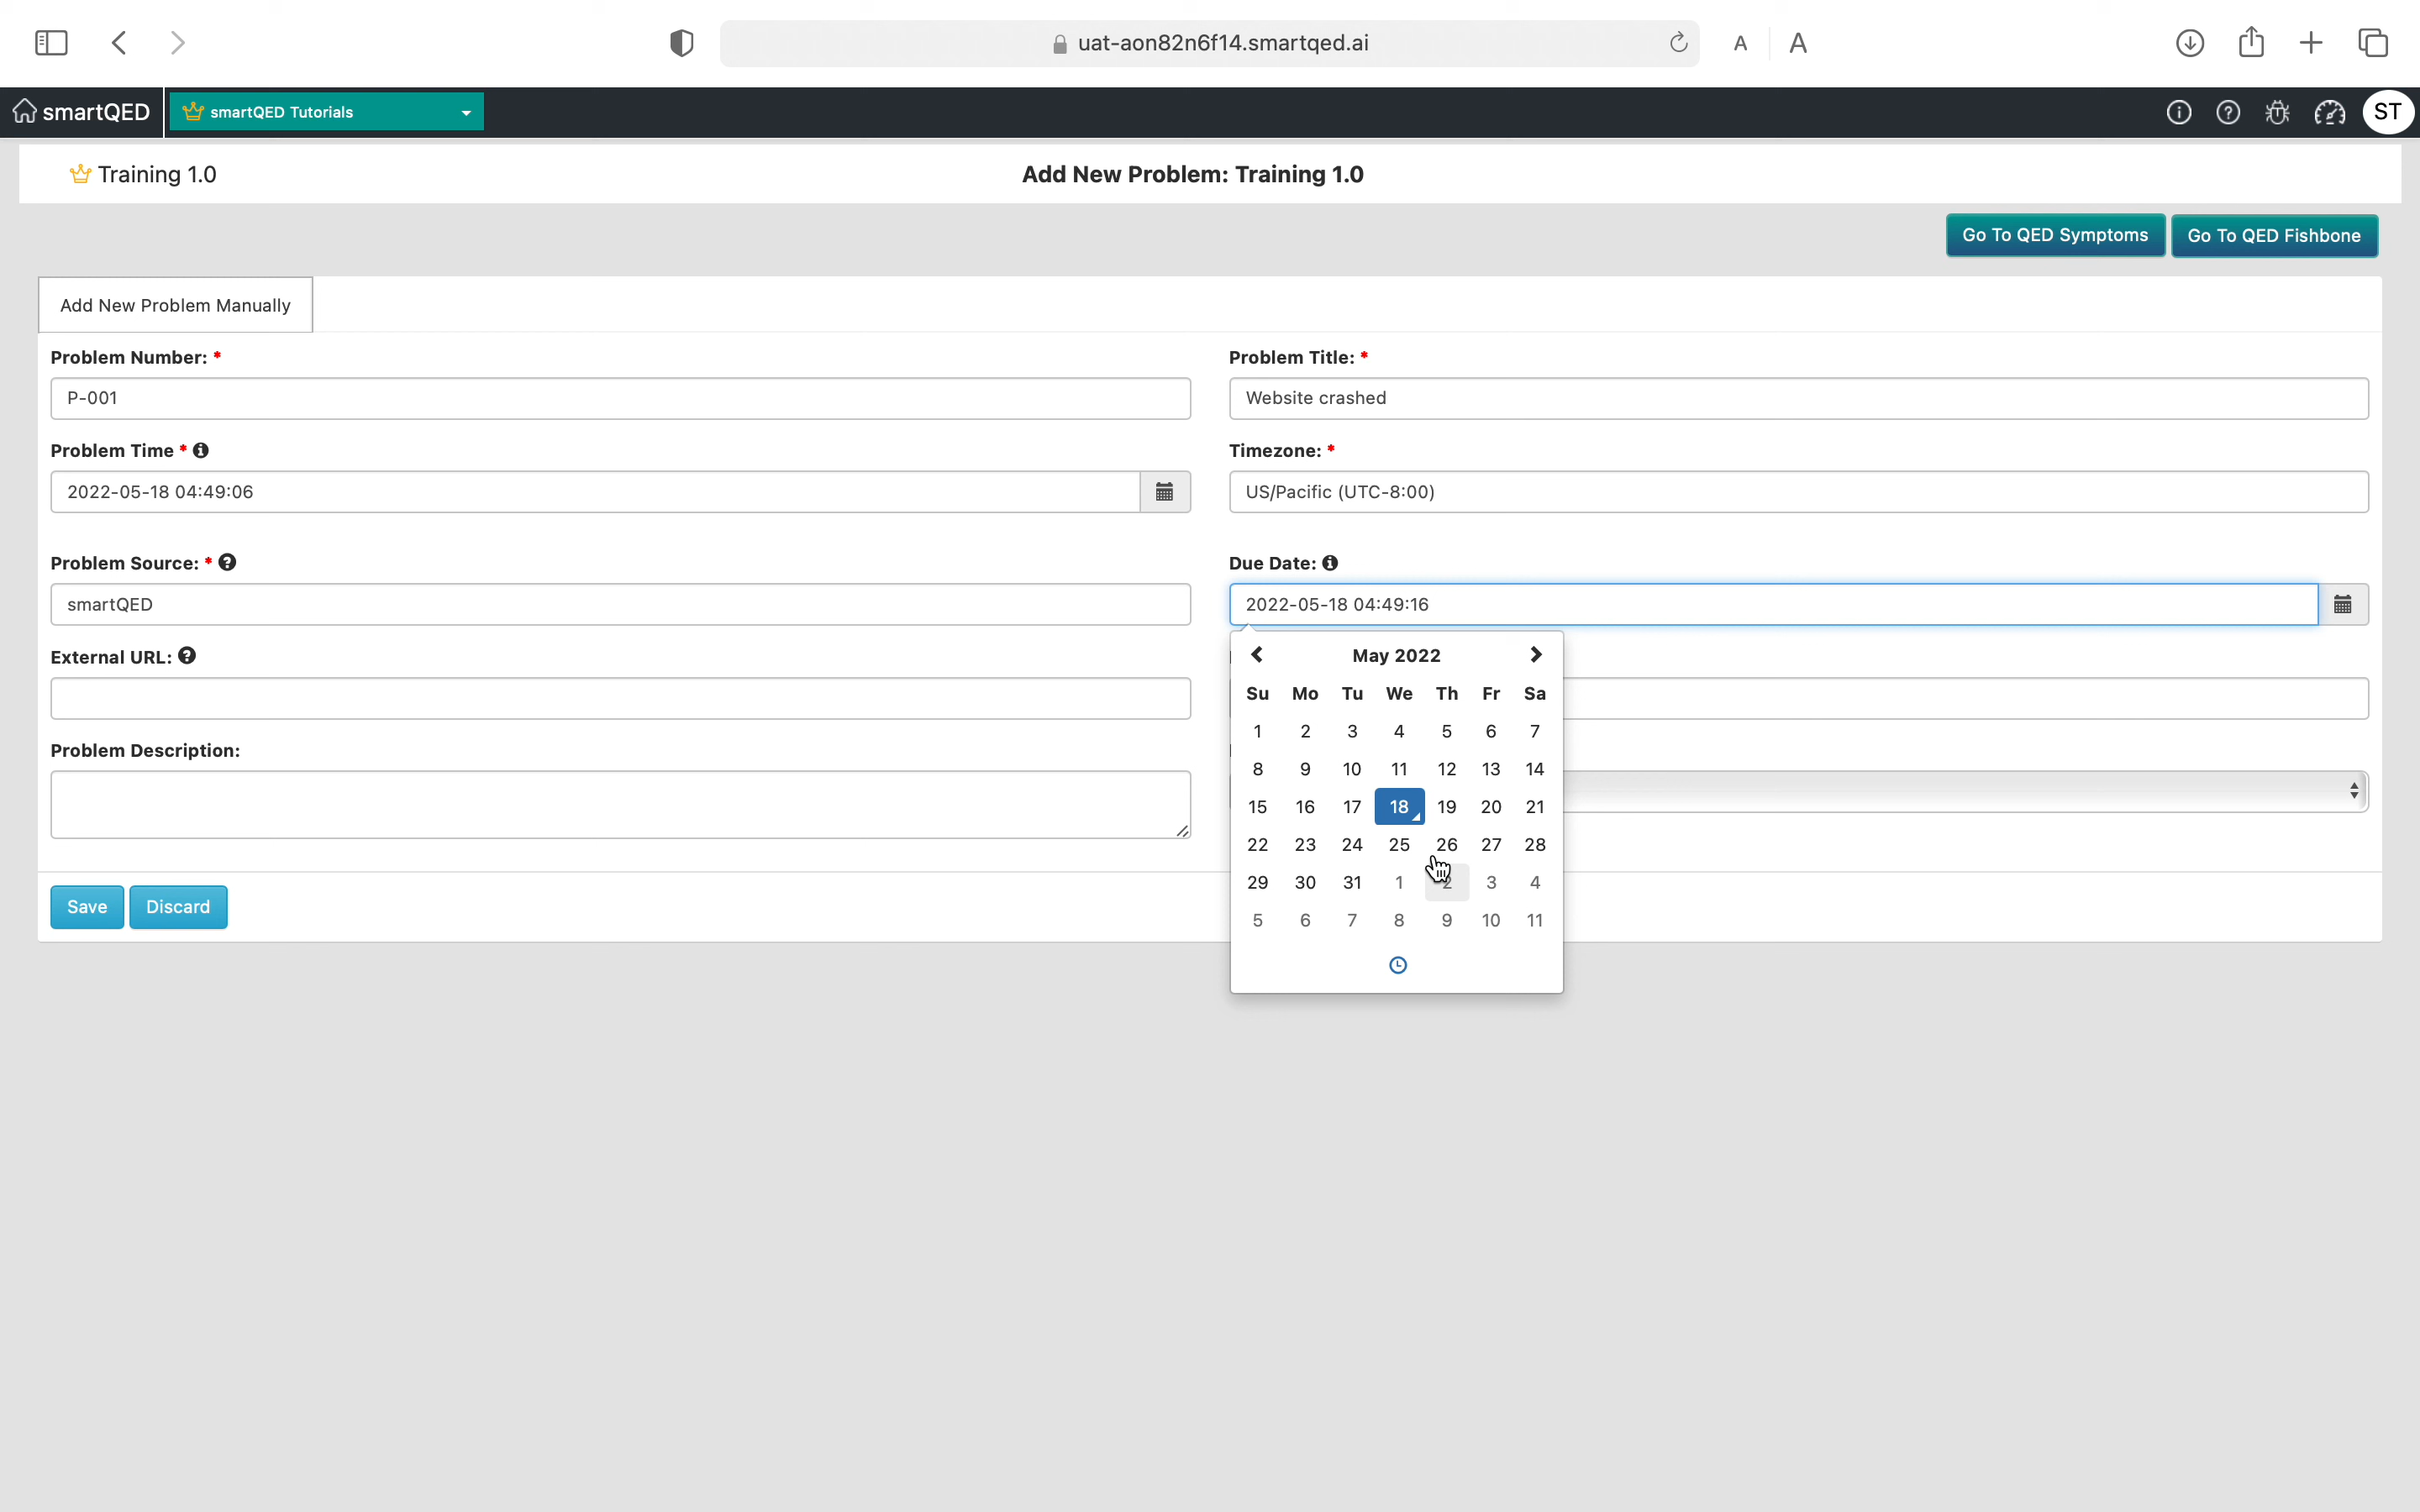 uat-aon82n6f14.smartqed.ai
A A
smartQED
smartQED Tutorials
ST
Training 1.0
Add New Problem: Training 1.0
Go To QED Symptoms
Go To QED Fishbone
Add New Problem Manually
Problem Number: *
Problem Title: *
P-001
Website crashed
Problem Time *
Timezone: *
2022-05-18 04:49:06
US/Pacific (UTC-8:00)
Problem Source: *
Due Date:
smartQED
2022-05-18 04:49:16
External URL:
Problem Description:
May 2022
Su Mo Tu We Th Fr Sa
1 2 3 4 5 6 7
8 9 10 11 12 13 14
15 16 17 18 19 20 21
22 23 24 25 26 27 28
29 30 31 1 2 3 4
5 6 7 8 9 10 11
Save
Discard